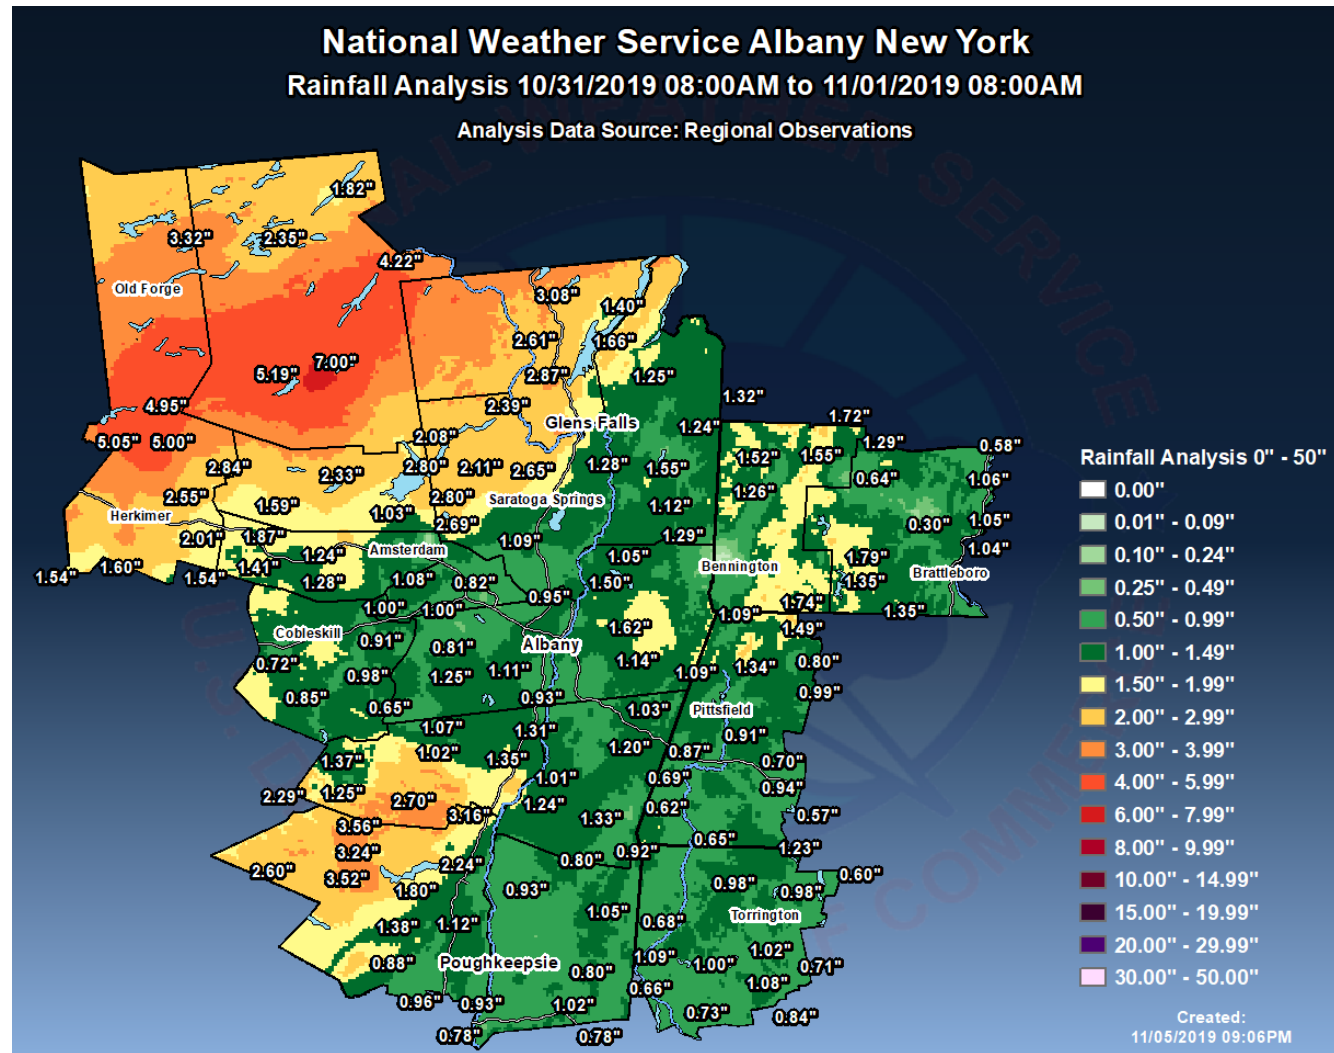 National Weather Service Albany New York
Rainfall Analysis 10/31/2019 08:00AM to 11/01/2019 08:00AM
Analysis Data Source: Regional Observations
1.82"
3.32" 2.35"
4.22"
Old Forge
3.08"
1.40"
2.61" 1.66"
5.19" 7.00"
2.87" 1.25"
4.95" 2.39" 1.32"
1.72"
Glens Falls 1.24"
5.05" 5.00" 2.08" 1.29" 0.58"
2.84" 2.33" 2.80" 2.11" 2.65" 1.28" 1.55" 1.52" 1.55"
0.64" 1.06"
2.55" 1.59" 2.80" Saratoga Springs 1.26"
Herkimer 1.03" 1.12"
2.69" 0.30" 1.05"
2.01" 1.87" 1.09" 1.29"
Amsterdam 1.04"
1.24" 1.05" 1.79"
1.60" 1.41" Bennington Brattleboro
1.54" 1.54" 1.28" 1.08" 0.82" 1.50" 1.35"
0.95"
1.00" 1.00" 1.74" 1.35"
1.09"
Cobleskill 0.91" 1.62" 1.49"
0.81" Albany
0.72" 1.14" 1.34" 0.80"
0.98" 1.25" 1.11" 1.09"
0.85" 0.93" 0.99"
0.65" 1.03" Pittsfield
1.07" 1.31" 0.91"
1.02" 1.20" 0.87"
1.37" 1.35" 0.70"
1.01" 0.69" 0.94"
2.29" 1.25" 2.70" 1.24" 0.62"
3.16" 1.33" 0.57"
3.56" 0.65"
3.24" 0.80" 0.92" 1.23"
2.60" 3.52" 2.24" 0.60"
1.80" 0.93" 0.98" 0.98"
1.05" Torrington
1.38" 1.12" 0.68"
1.02"
0.88" Poughkeepsie 1.09" 1.00" 0.71"
0.80" 1.08"
0.96" 0.93" 1.02" 0.66"
0.73" 0.84"
0.78" 0.78"
Rainfall Analysis 0" - 50"
0.00"
0.01" - 0.09"
0.10" - 0.24"
0.25" - 0.49"
0.50" - 0.99"
1.00" - 1.49"
1.50" - 1.99"
2.00" - 2.99"
3.00" - 3.99"
4.00" - 5.99"
6.00" - 7.99"
8.00" - 9.99"
10.00" - 14.99"
15.00" - 19.99"
20.00" - 29.99"
30.00" - 50.00"
Created:
11/05/2019 09:06PM